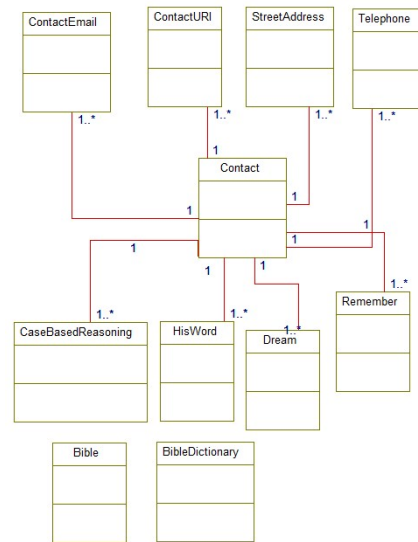 ContactEmail
ContactURI
StreetAddress
Telephone
1..*
1..*
1..*
1..*
1
Contact
1
1
1
1
1
1
1
1
1..*
1..*
1..*
1..*
CaseBasedReasoning
HisWord
Dream
Remember
Bible
BibleDictionary